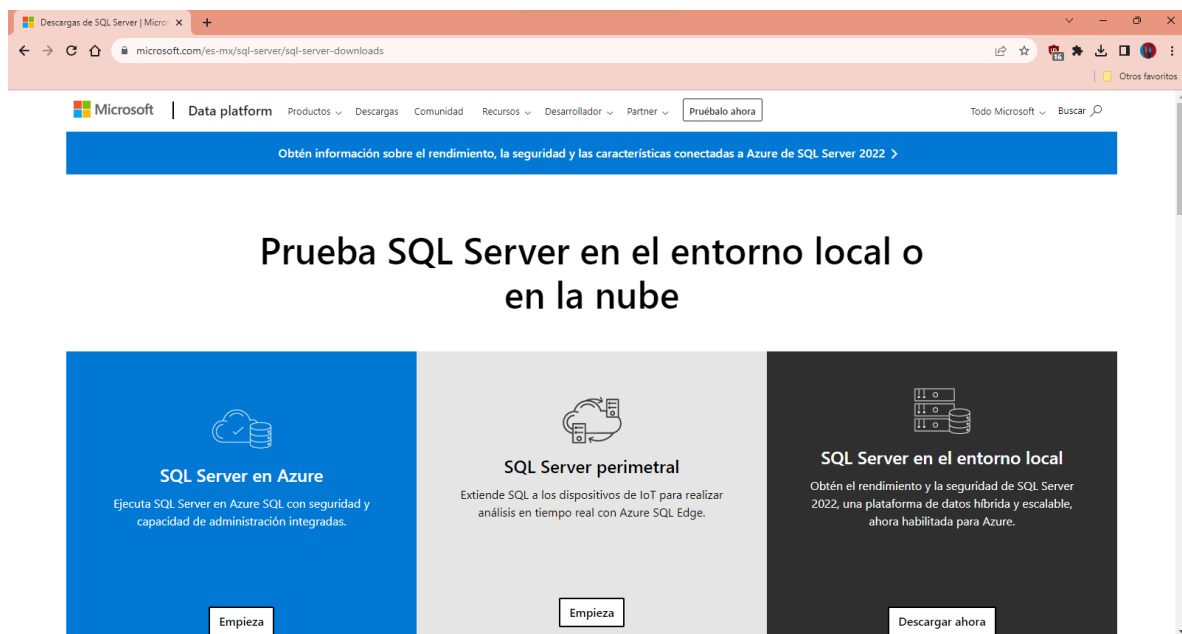 Descargas de SQL Server | Micros
microsoft.com/es-mx/sql-server/sql-server-downloads
16
Otros favoritos
Microsoft Data platform Productos Descargas Comunidad Recursos Desarrollador Partner Pruébalo ahora Todo Microsoft Buscar
Obtén información sobre el rendimiento, la seguridad y las características conectadas a Azure de SQL Server 2022
Prueba SQL Server en el entorno local o
en la nube
SQL Server en Azure
Ejecuta SQL Server en Azure SQL con seguridad y
capacidad de administración integradas.
Empieza
SQL Server perimetral
Extiende SQL a los dispositivos de IoT para realizar
análisis en tiempo real con Azure SQL Edge.
Empieza
SQL Server en el entorno local
Obtén el rendimiento y la seguridad de SQL Server
2022, una plataforma de datos híbrida y escalable,
ahora habilitada para Azure.
Descargar ahora